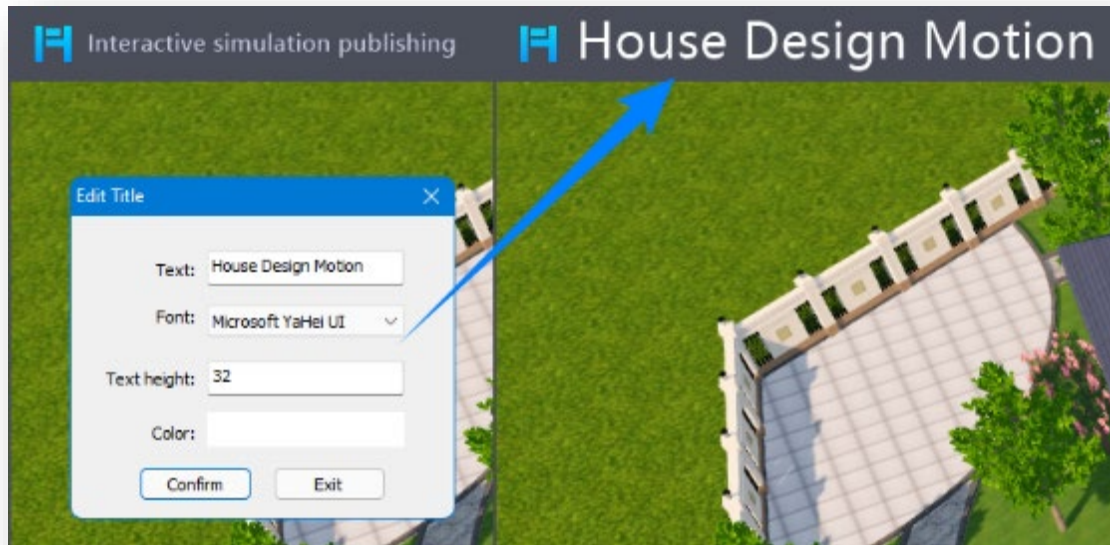 Interactive simulation publishing
House Design Motion
Edit Title
Text: House Design Motion
Font: Microsoft YaHei UI
Text height: 32
Color:
Confirm Exit